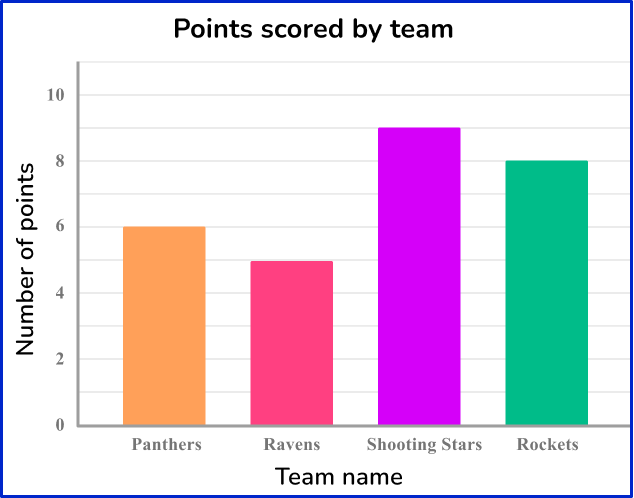 Points scored by team
Number of points
10
8
6
4
2
0
Panthers Ravens Shooting Stars Rockets
Team name